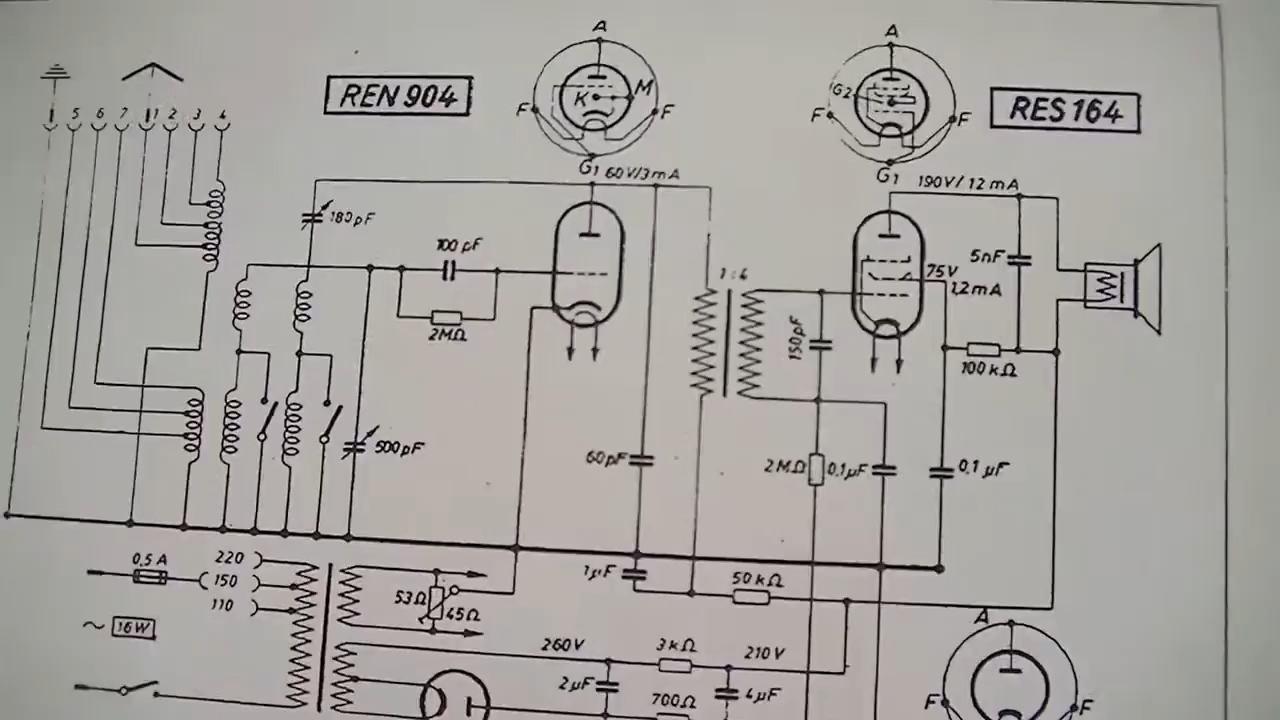 A
A
REN 904
K
M
G2
RES 164
F
F
F
F
5
6
7
1
2
3
4
G1
60V/3mA
G1
190V/12mA
180pF
100pF
1:4
5nF
75V
1,2mA
2MΩ
150pF
100kΩ
500pF
60pF
2MΩ
0,1µF
0,1µF
0,5A
220
150
110
1µF
50kΩ
53Ω
45Ω
A
~ 16W
260V
3kΩ
210V
2µF
700Ω
4µF
F
F